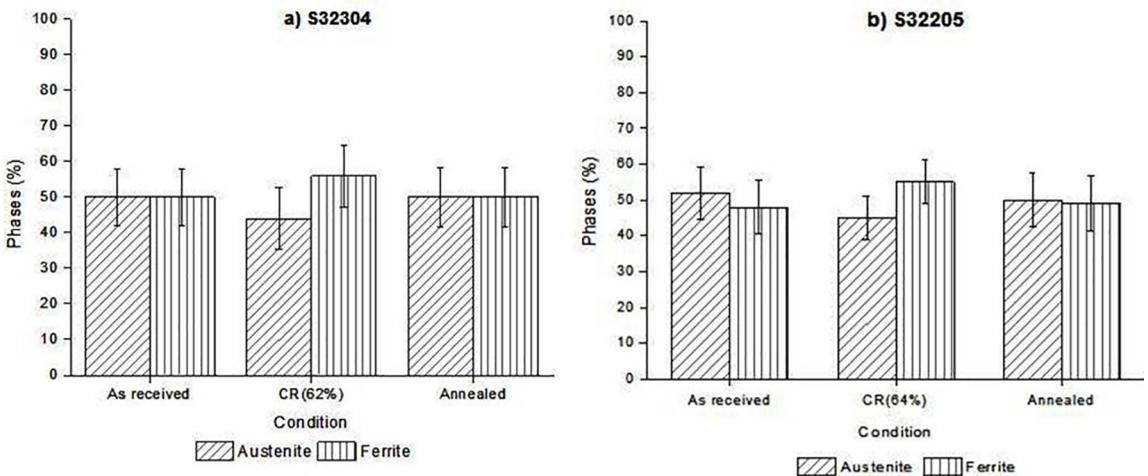 a) S32304
100
90
80
70
60
50
40
30
20
10
0
Phases (%)
As received CR(62%) Annealed
Condition
Austenite Ferrite
b) S32205
100
90
80
70
60
50
40
30
20
10
0
Phases (%)
As received CR(64%) Annealed
Condition
Austenite Ferrite